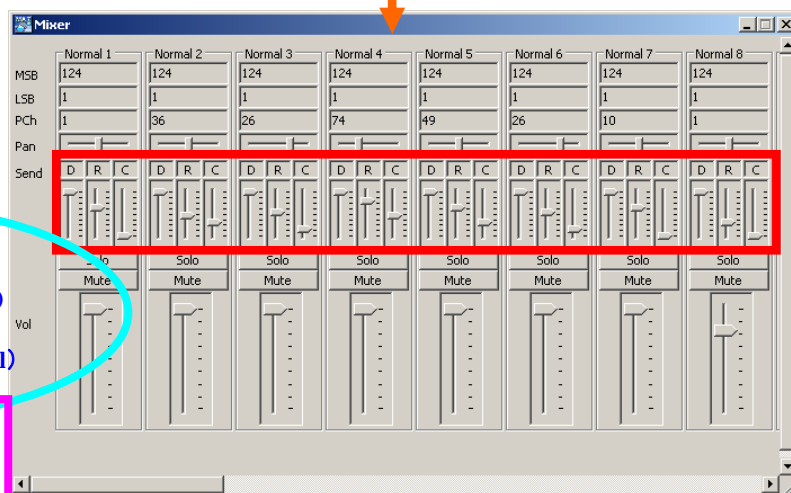 Mixer
Normal 1 Normal 2 Normal 3 Normal 4 Normal 5 Normal 6 Normal 7 Normal 8
MSB 124 124 124 124 124 124 124 124
LSB 1 1 1 1 1 1 1 1
PCh 1 36 26 74 49 26 10 1
Pan
Send D R C D R C D R C D R C D R C D R C D R C D R C
Solo Solo Solo Solo Solo Solo Solo Solo
Mute Mute Mute Mute Mute Mute Mute Mute
)
Vol
l)